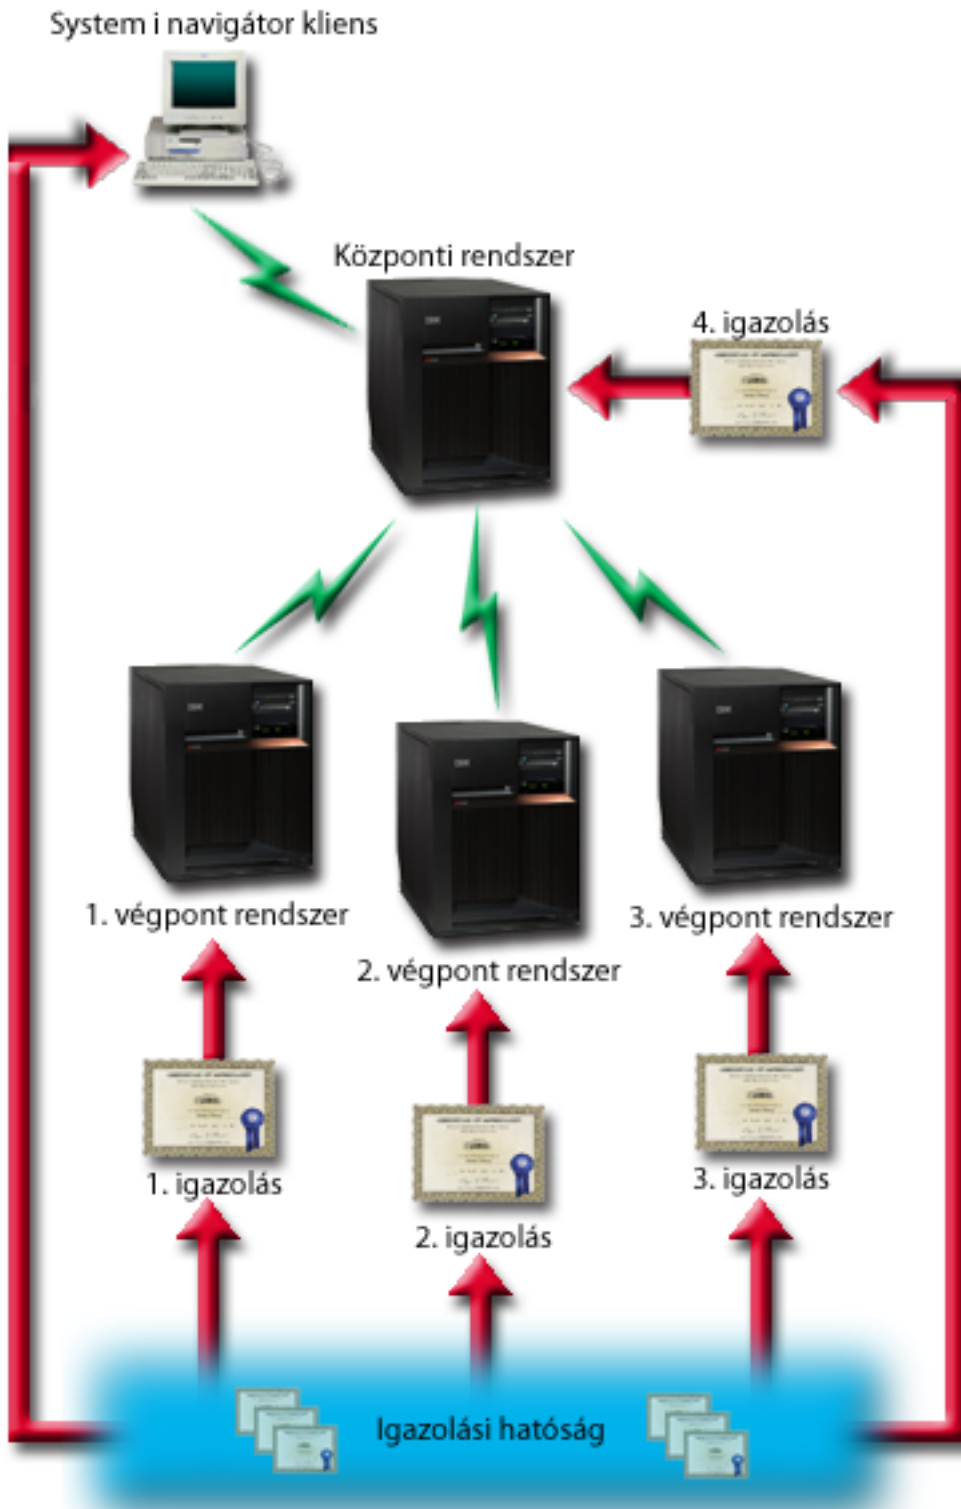 System i navigátor kliens
Központi rendszer
4. igazolás
IBM
1. végpont rendszer
2. végpont rendszer
3. végpont rendszer
1. igazolás
2. igazolás
3. igazolás
Igazolási hatóság